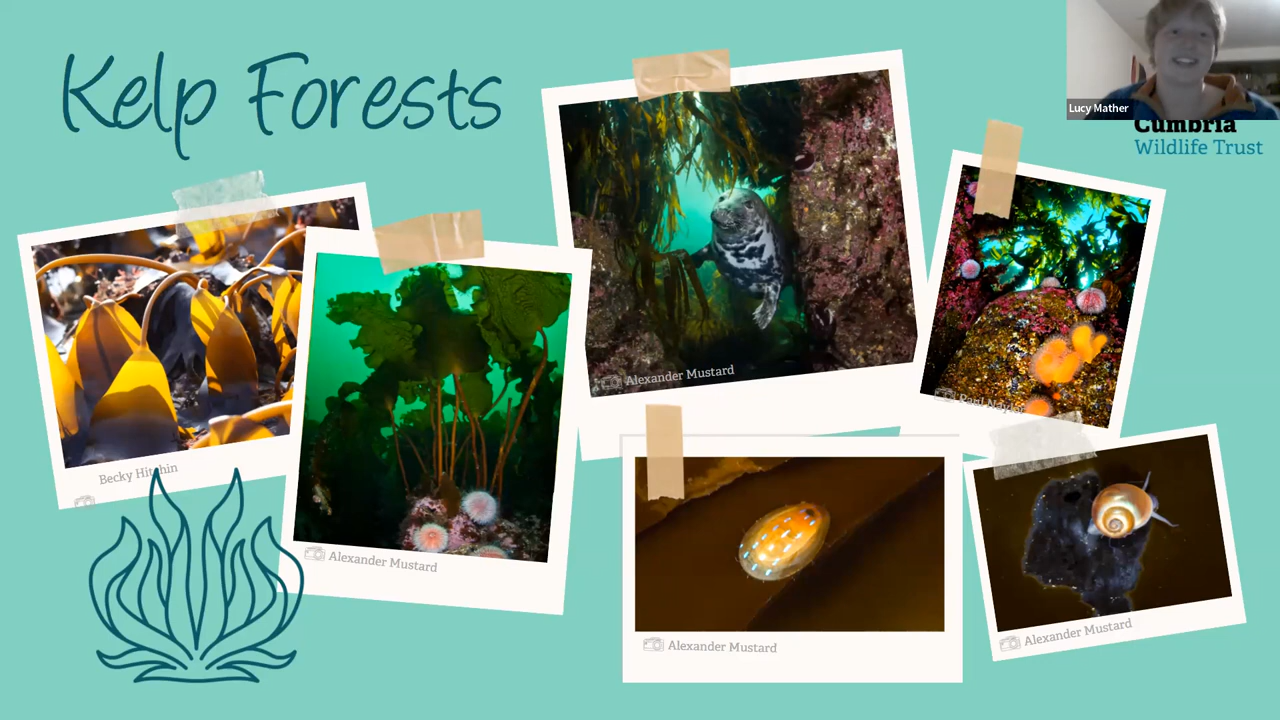 Kelp Forests
Lucy Mather
Cumbria
Wildlife Trust
Alexander Mustard
Becky Hitchin
Alexander Mustard
Alexander Mustard
Alexander Mustard